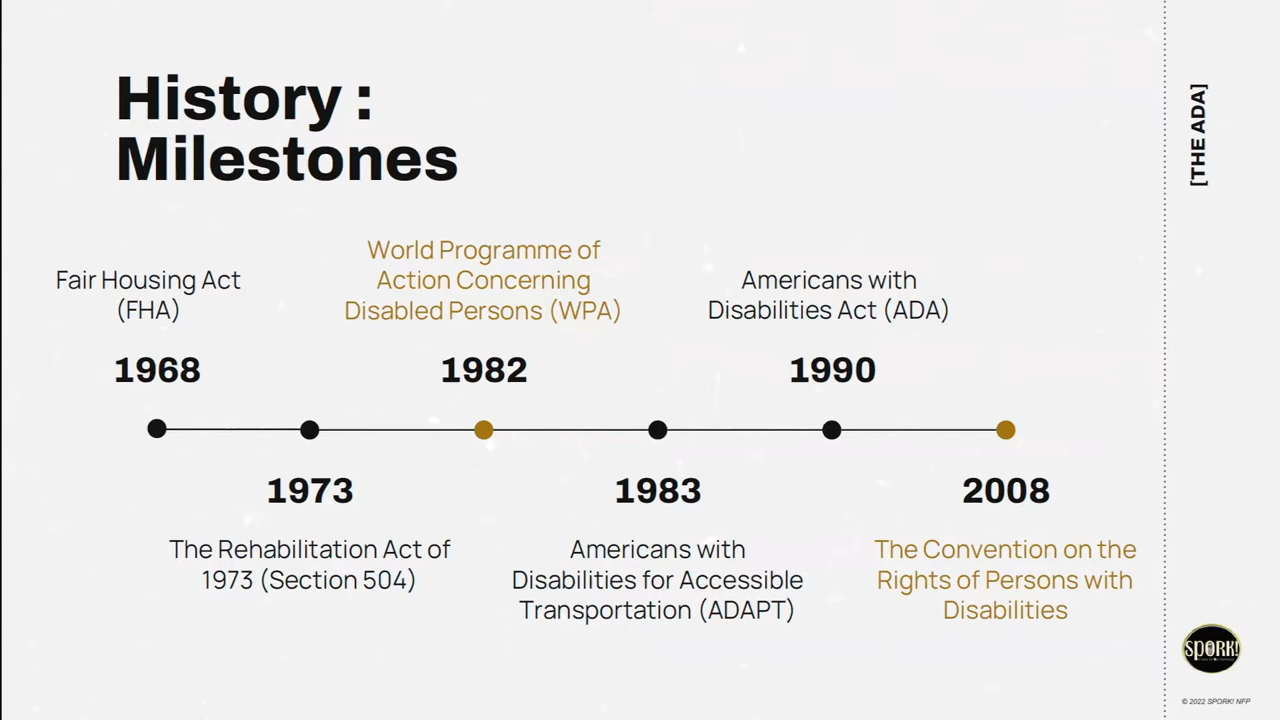 History :
Milestones
[THE ADA]
Fair Housing Act
(FHA)
1968
World Programme of
Action Concerning
Disabled Persons (WPA)
1982
Americans with
Disabilities Act (ADA)
1990
1973
The Rehabilitation Act of
1973 (Section 504)
1983
Americans with
Disabilities for Accessible
Transportation (ADAPT)
2008
The Convention on the
Rights of Persons with
Disabilities
SPORK!
© 2022 SPORK! NFP